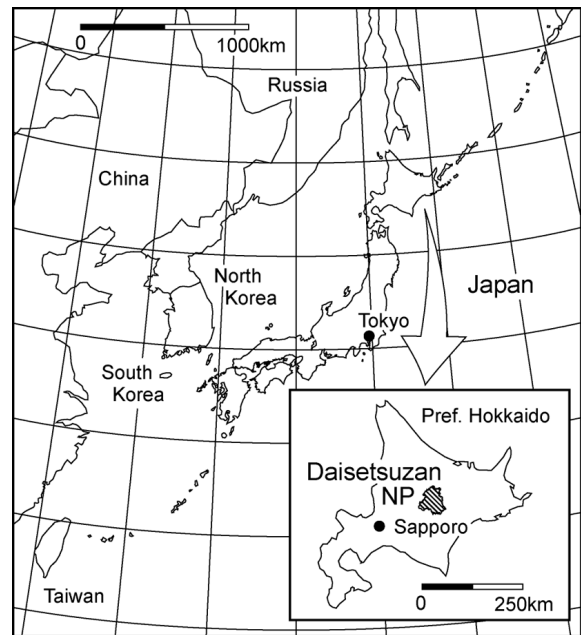 0 1000km
Russia
China
North
Korea
Japan
Tokyo
South
Korea
Pref. Hokkaido
Daisetsuzan
NP
Sapporo
Taiwan
0 250km